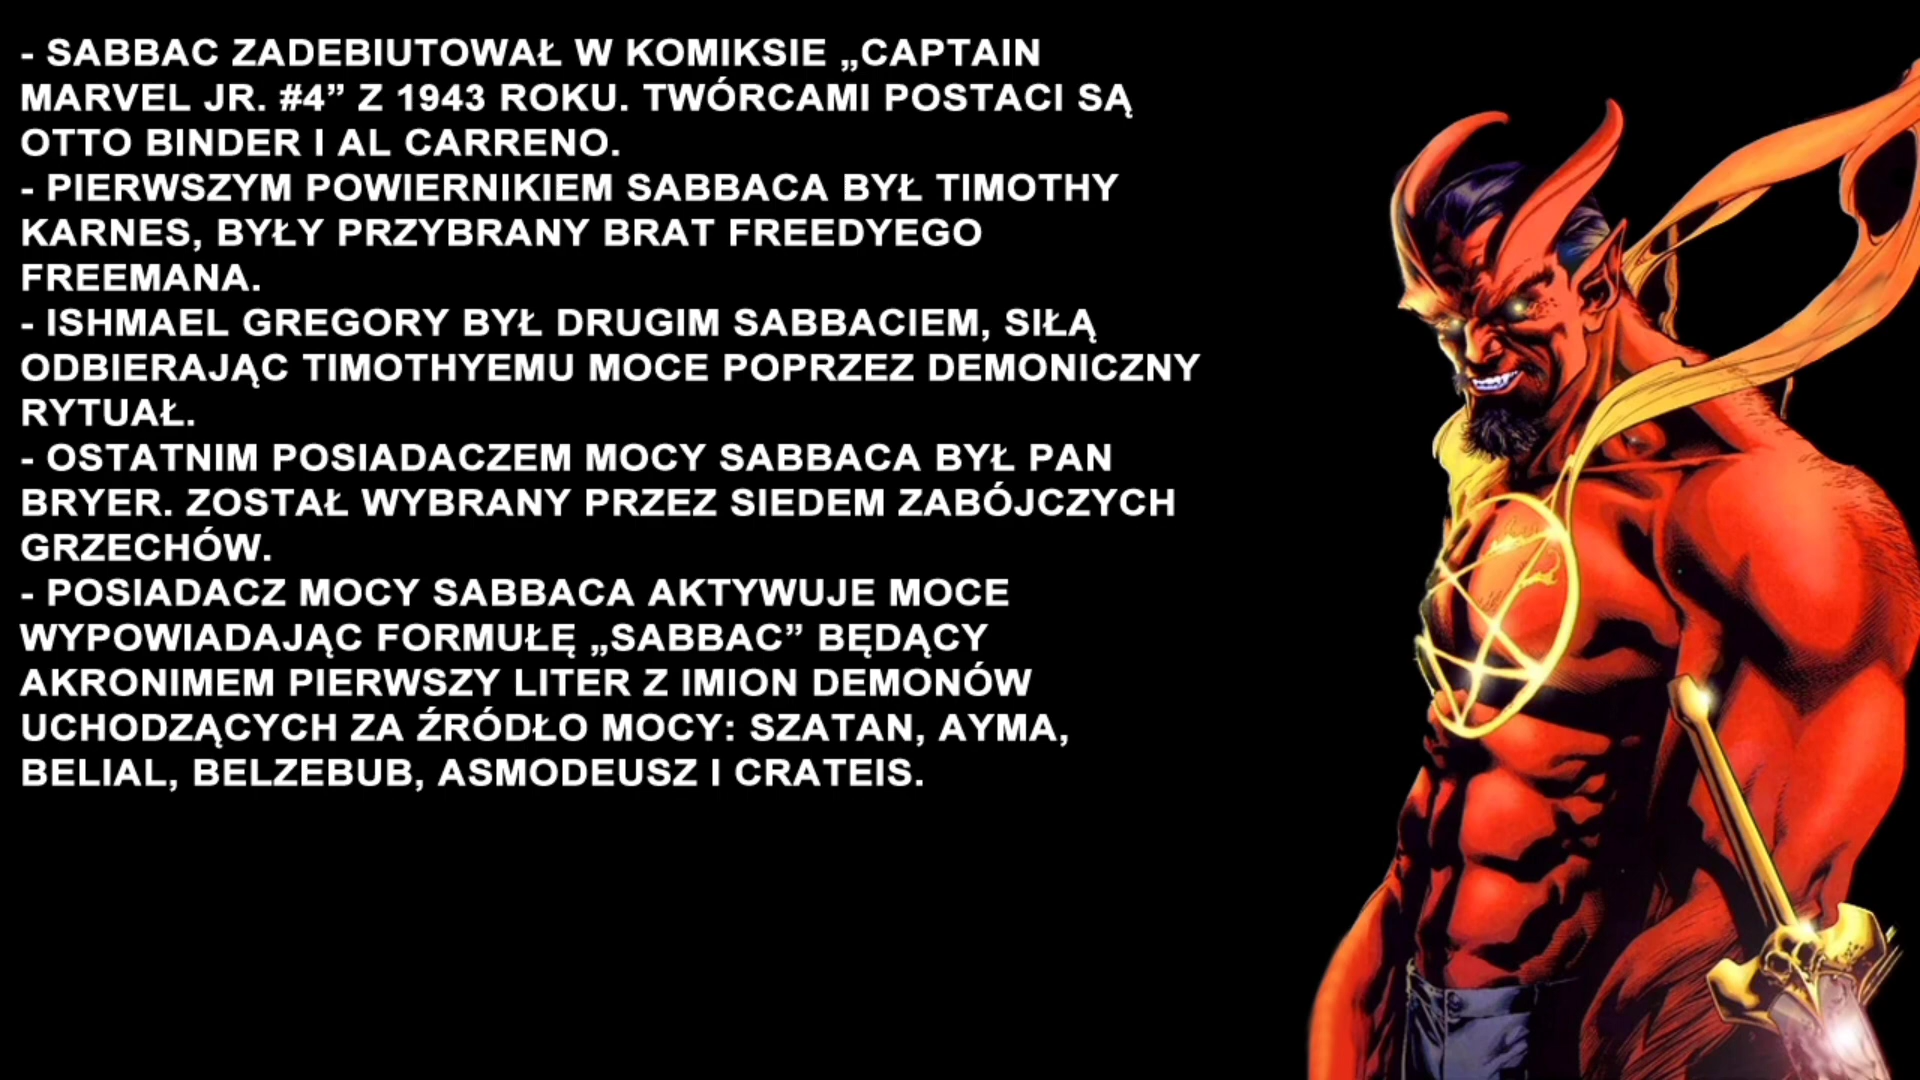 - SABBAC ZADEBIUTOWAŁ W KOMIKSIE „CAPTAIN
MARVEL JR. #4” Z 1943 ROKU. TWÓRCAMI POSTACI SĄ
OTTO BINDER I AL CARRENO.
- PIERWSZYM POWIERNIKIEM SABBACA BYŁ TIMOTHY
KARNES, BYŁY PRZYBRANY BRAT FREEDYEGO
FREEMANA.
- ISHMAEL GREGORY BYŁ DRUGIM SABBACIEM, SIŁĄ
ODBIERAJĄC TIMOTHYEMU MOCE POPRZEZ DEMONICZNY
RYTUAŁ.
- OSTATNIM POSIADACZEM MOCY SABBACA BYŁ PAN
BRYER. ZOSTAŁ WYBRANY PRZEZ SIEDEM ZABÓJCZYCH
GRZECHÓW.
- POSIADACZ MOCY SABBACA AKTYWUJE MOCE
WYPOWIADAJĄC FORMUŁĘ „SABBAC” BĘDĄCY
AKRONIMEM PIERWSZY LITER Z IMION DEMONÓW
UCHODZĄCYCH ZA ŹRÓDŁO MOCY: SZATAN, AYMA,
BELIAL, BELZEBUB, ASMODEUSZ I CRATEIS.